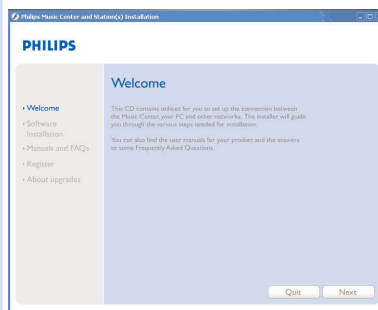 Philips Music Center and Station(s) Installation
PHILIPS
Welcome
Welcome
Software
Installation
Manuals and FAQs
Register
About upgrades
This CD contains utilities for you to set up the connection between
the Music Center, your PC and other networks. The installer will guide
you through the various steps needed for installation.
You can also find the user manuals for your product and the answers
to some Frequently Asked Questions.
Quit
Next